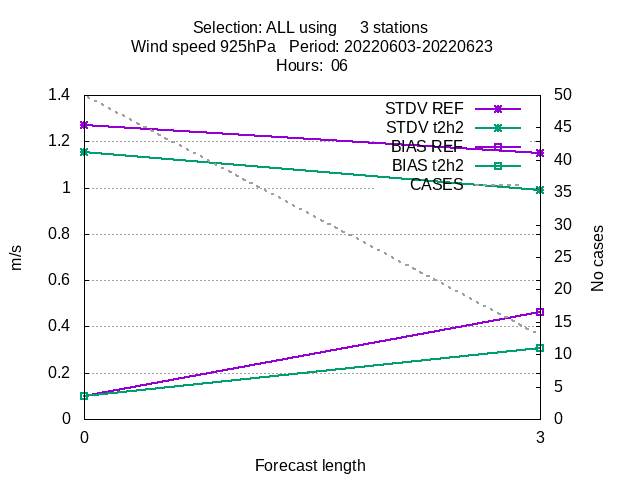 Selection: ALL using 3 stations
Wind speed 925hPa Period: 20220603-20220623
Hours: 06
1.4
1.2
1
0.8
0.6
0.4
0.2
0
50
45
40
35
30
25
20
15
10
5
0
STDV REF
STDV t2h2
BIAS REF
BIAS t2h2
CASES
m/s
No cases
0
3
Forecast length